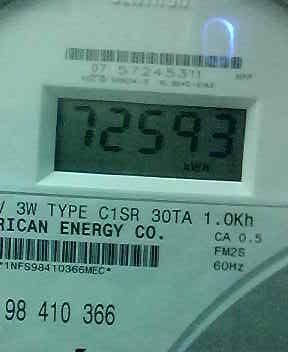 07 57245311
72593
kWh
V 3W TYPE C1SR 30TA 1.0Kh
RICAN ENERGY CO.
CA 0.5
FM2S
60Hz
*1NFS98410366MEC*
98 410 366